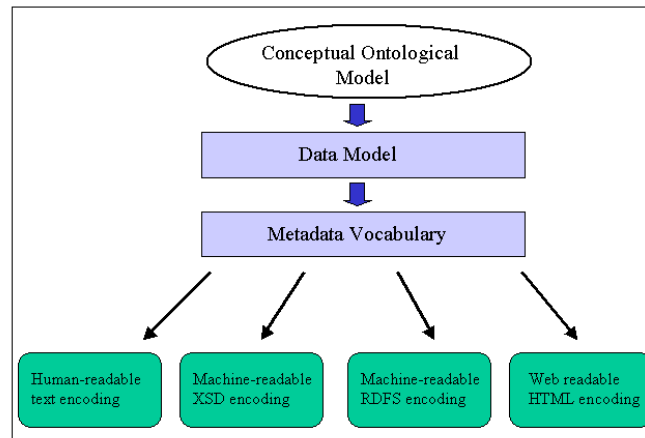 Conceptual Ontological
Model
Data Model
Metadata Vocabulary
Human-readable
text encoding
Machine-readable
XSD encoding
Machine-readable
RDFS encoding
Web readable
HTML encoding